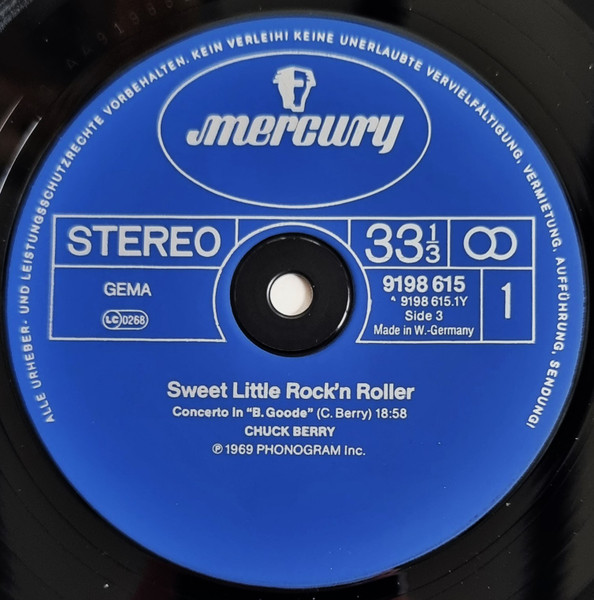 ALLE URHEBER- UND LEISTUNGSSCHUTZRECHTE VORBEHALTEN. KEIN VERLEIH! KEINE UNERLAUBTE VERVIELFÄLTIGUNG, VERMIETUNG, AUFFÜHRUNG, SENDUNG!
mercury
STEREO
33 1/3
GEMA
LC 0268
9198 615
A 9198 615.1Y
Side 3
Made in W.-Germany
1
Sweet Little Rock'n Roller
Concerto In "B. Goode" (C. Berry) 18:58
CHUCK BERRY
℗ 1969 PHONOGRAM Inc.